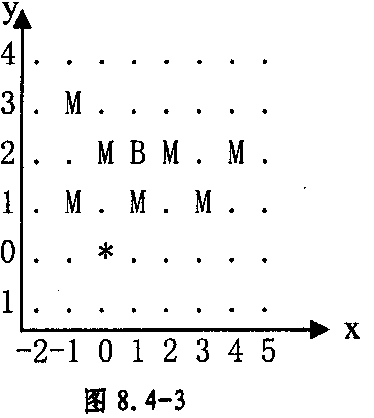 y
4 . . . . . . . .
3 . M . . . . . .
2 . . M B M . M .
1 . M . M . M . .
0 . . * . . . . .
1 . . . . . . . .
x
-2 -1 0 1 2 3 4 5
图 8.4-3